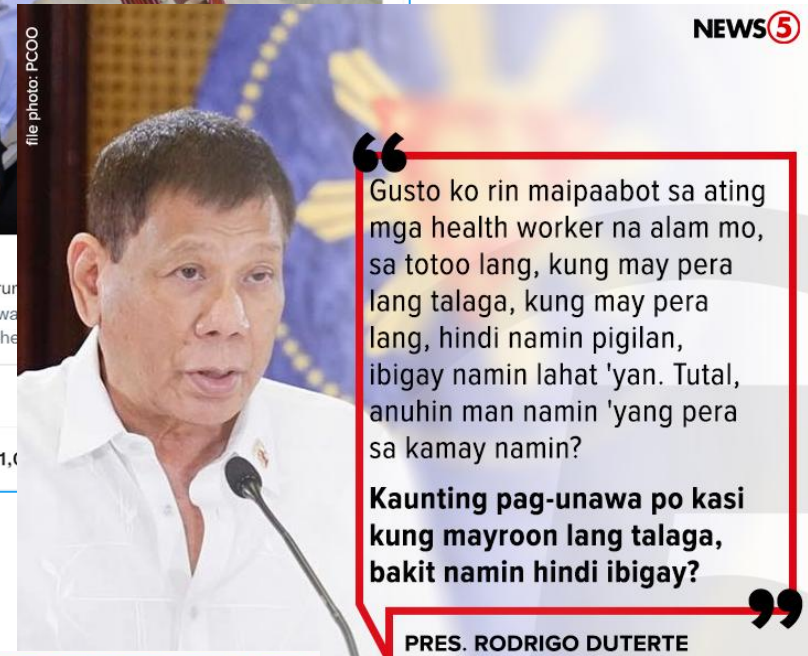 NEWS5
file photo: PCOO
“
Gusto ko rin maipaabot sa ating
mga health worker na alam mo,
sa totoo lang, kung may pera
lang talaga, kung may pera
lang, hindi namin pigilan,
ibigay namin lahat 'yan. Tutal,
anuhin man namin 'yang pera
sa kamay namin?
Kaunting pag-unawa po kasi
kung mayroon lang talaga,
bakit namin hindi ibigay?
”
PRES. RODRIGO DUTERTE